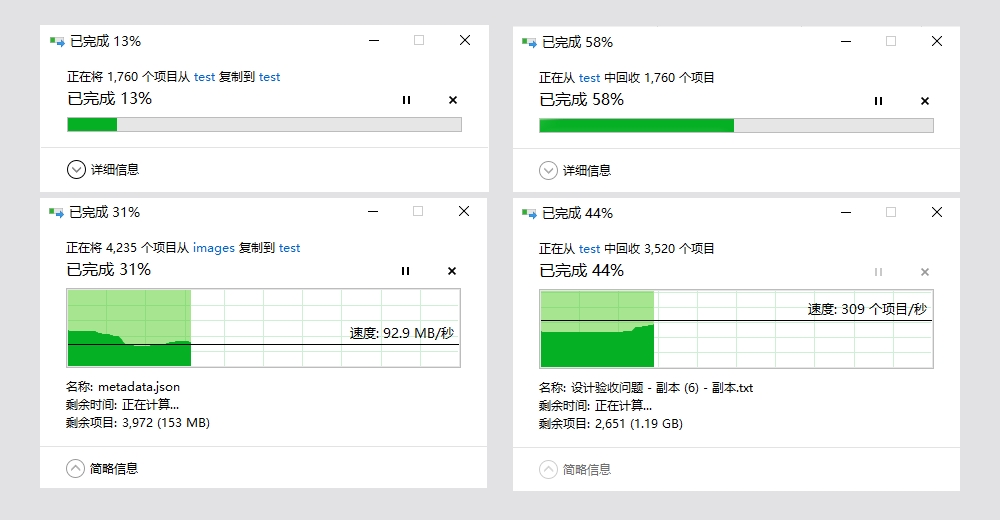 已完成 13%
正在将 1,760 个项目从 test 复制到 test
已完成 13%
详细信息
已完成 58%
正在从 test 中回收 1,760 个项目
已完成 58%
详细信息
已完成 31%
正在将 4,235 个项目从 images 复制到 test
已完成 31%
速度: 92.9 MB/秒
名称: metadata.json
剩余时间: 正在计算...
剩余项目: 3,972 (153 MB)
简略信息
已完成 44%
正在从 test 中回收 3,520 个项目
已完成 44%
速度: 309 个项目/秒
名称: 设计验收问题 - 副本 (6) - 副本.txt
剩余时间: 正在计算...
剩余项目: 2,651 (1.19 GB)
简略信息